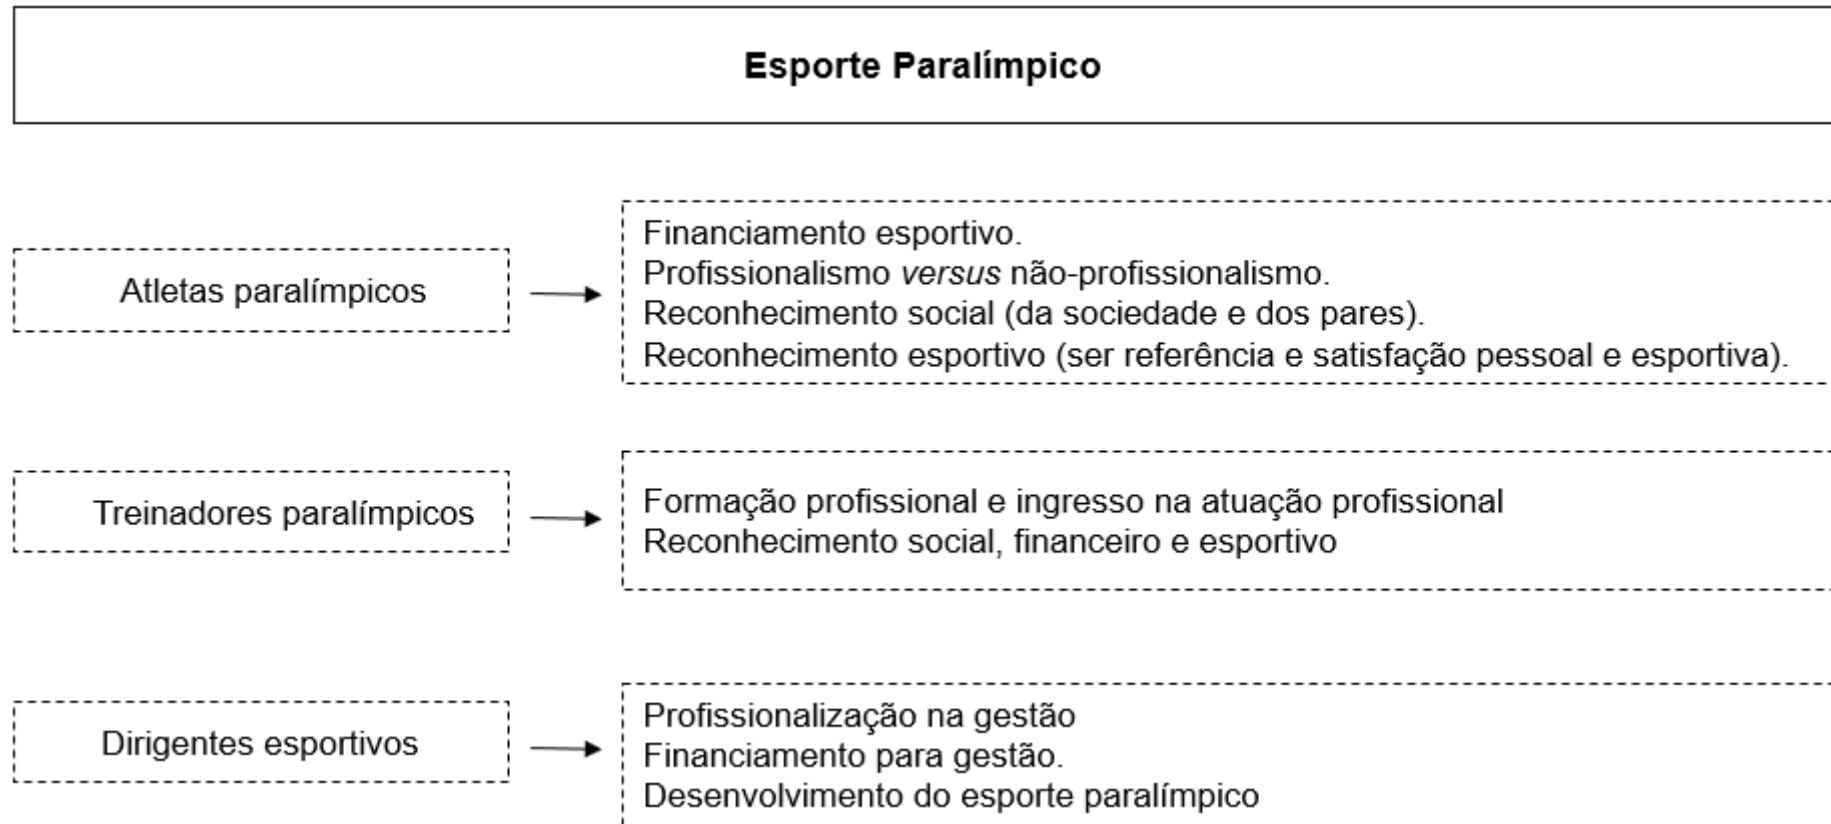 Esporte Paralímpico
Atletas paralímpicos
Financiamento esportivo.
Profissionalismo versus não-profissionalismo.
Reconhecimento social (da sociedade e dos pares).
Reconhecimento esportivo (ser referência e satisfação pessoal e esportiva).
Treinadores paralímpicos
Formação profissional e ingresso na atuação profissional
Reconhecimento social, financeiro e esportivo
Dirigentes esportivos
Profissionalização na gestão
Financiamento para gestão.
Desenvolvimento do esporte paralímpico